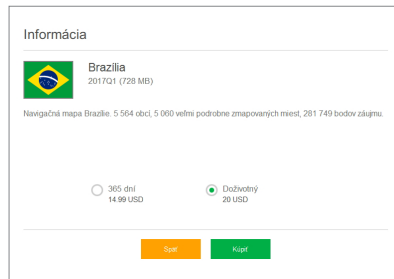 Informácia
Brazília
2017Q1 (728 MB)
Navigačná mapa Brazílie. 5 564 obcí, 5 060 veľmi podrobne zmapovaných miest, 281 749 bodov záujmu.
365 dní
14.99 USD
Doživotný
20 USD
Späť
Kúpiť